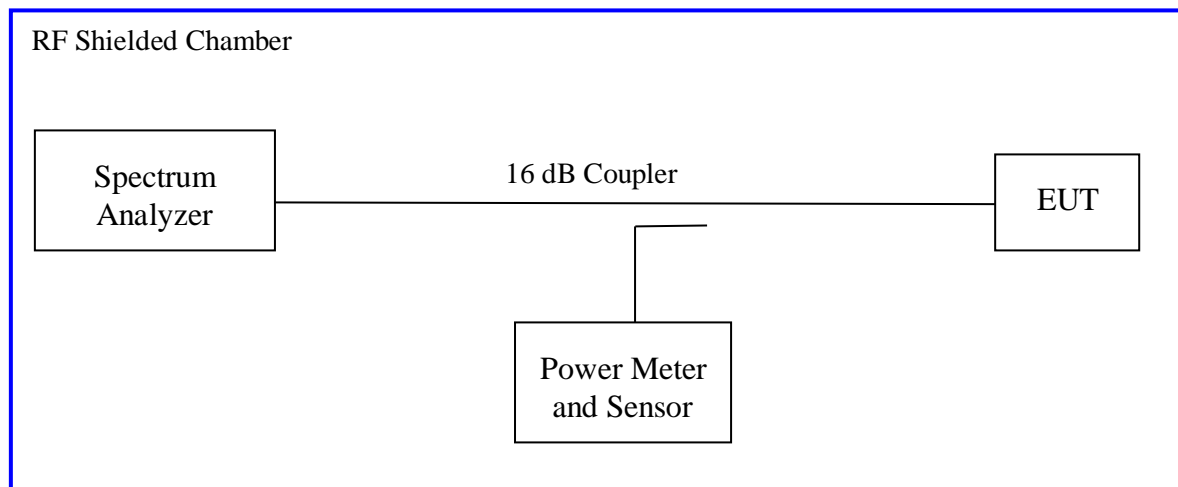 RF Shielded Chamber
Spectrum
Analyzer
16 dB Coupler
EUT
Power Meter
and Sensor